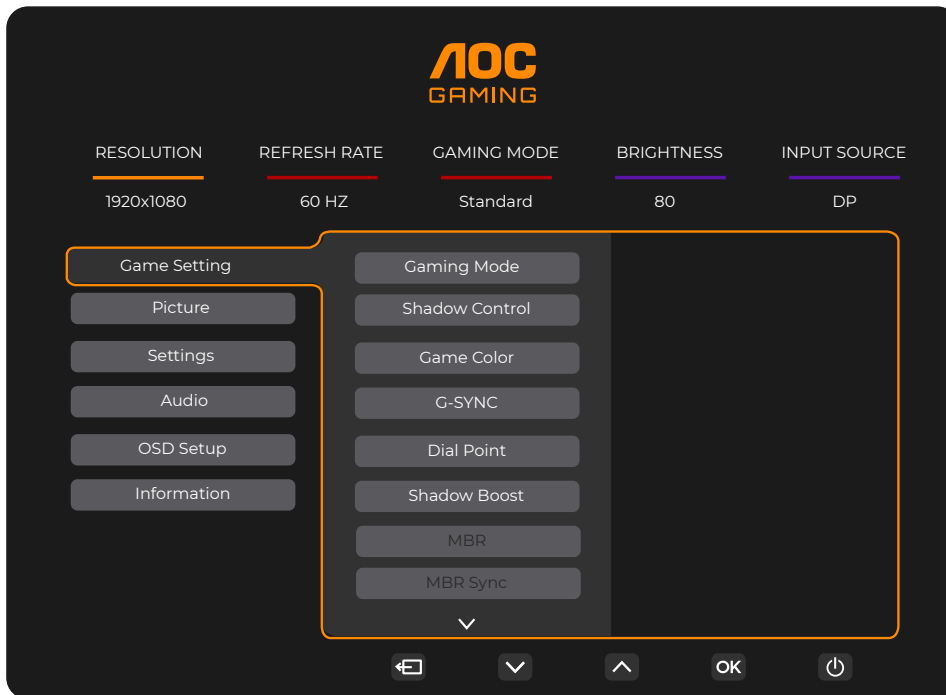 AOC
GAMING
RESOLUTION REFRESH RATE GAMING MODE BRIGHTNESS INPUT SOURCE
1920x1080 60 HZ Standard 80 DP
Game Setting
Picture
Settings
Audio
OSD Setup
Information
Gaming Mode
Shadow Control
Game Color
G-SYNC
Dial Point
Shadow Boost
MBR
MBR Sync
OK